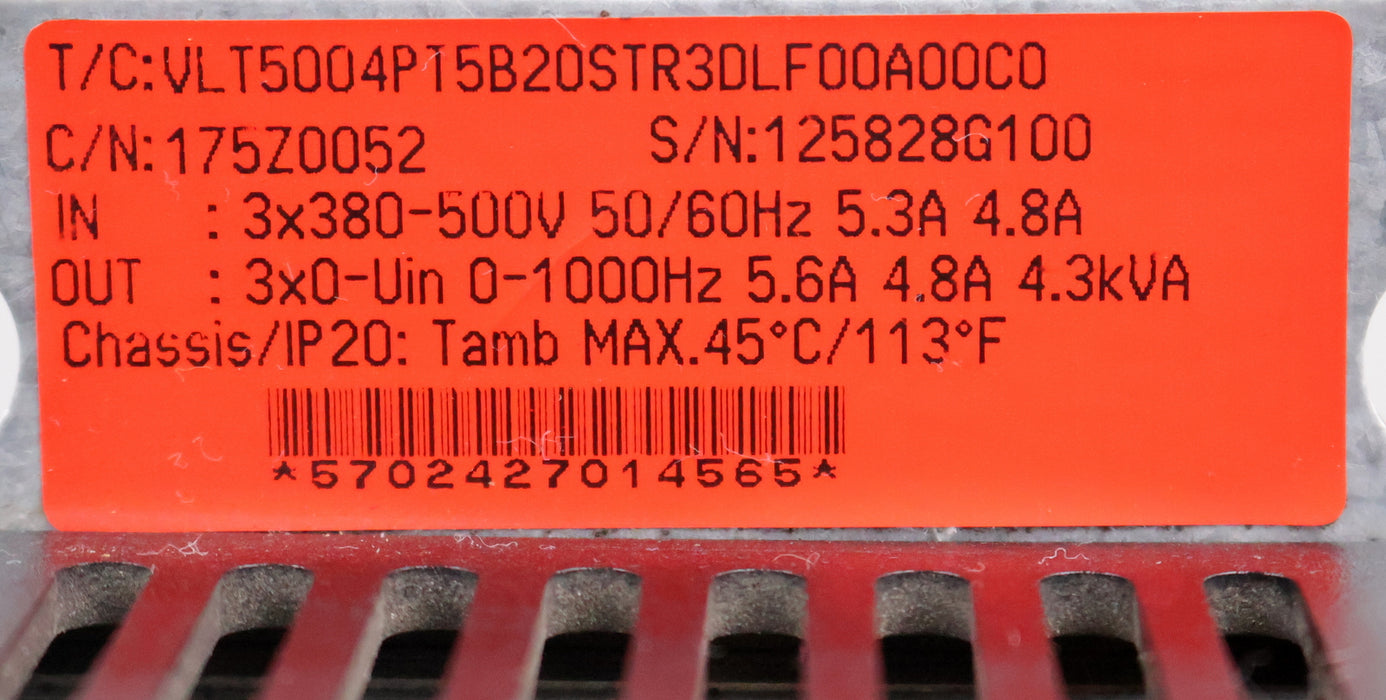 T/C:VLT5004PT5B20STR3DLF00A00C0
C/N:175Z0052 S/N:125828G100
IN : 3x380-500V 50/60Hz 5.3A 4.8A
OUT : 3x0-Uin 0-1000Hz 5.6A 4.8A 4.3kVA
Chassis/IP20: Tamb MAX.45°C/113°F
*5702427014565*